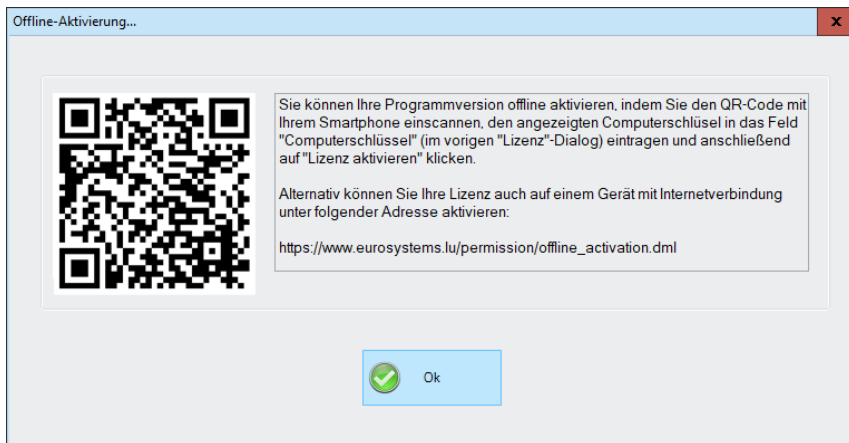 Offline-Aktivierung...
Sie können Ihre Programmversion offline aktivieren, indem Sie den QR-Code mit
Ihrem Smartphone einscannen, den angezeigten Computerschlüsel in das Feld
"Computerschlüssel" (im vorigen "Lizenz"-Dialog) eintragen und anschließend
auf "Lizenz aktivieren" klicken.
Alternativ können Sie Ihre Lizenz auch auf einem Gerät mit Internetverbindung
unter folgender Adresse aktivieren:
https://www.eurosystems.lu/permission/offline_activation.dml
Ok